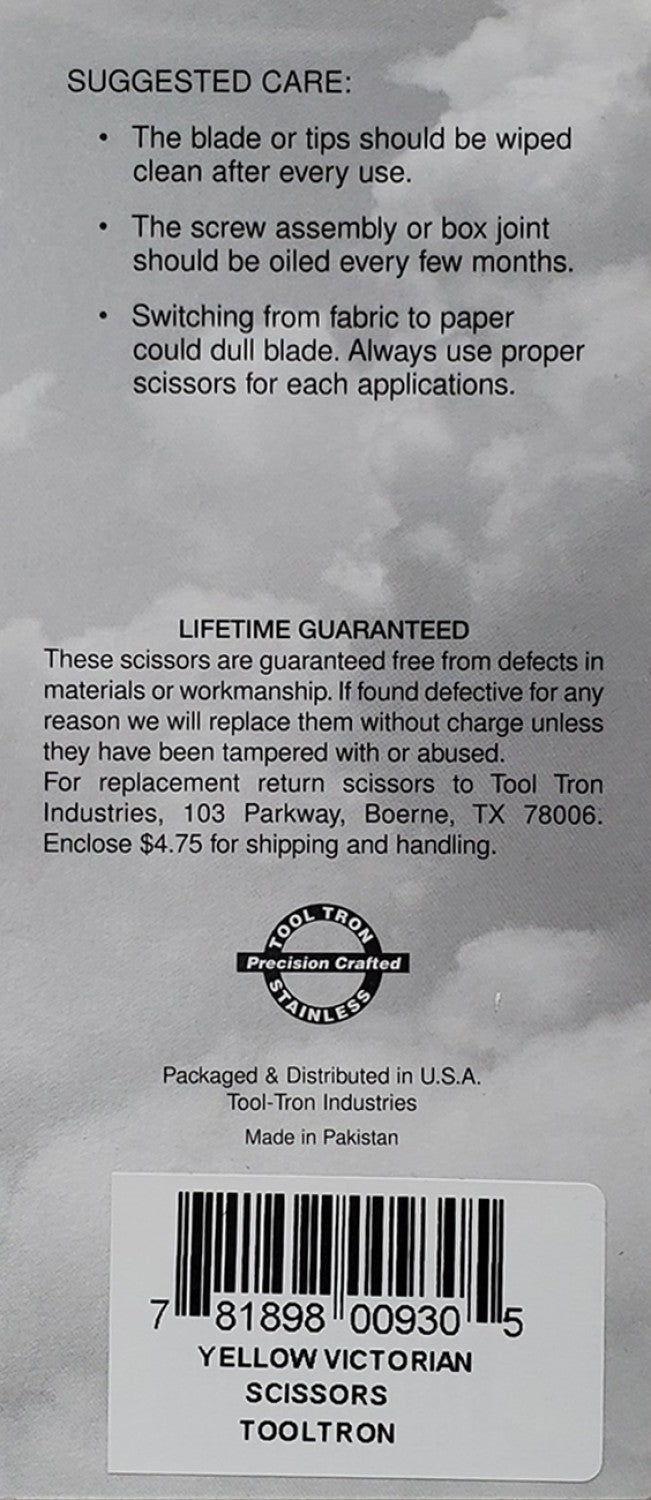 SUGGESTED CARE:
• The blade or tips should be wiped
clean after every use.
• The screw assembly or box joint
should be oiled every few months.
• Switching from fabric to paper
could dull blade. Always use proper
scissors for each applications.
LIFETIME GUARANTEED
These scissors are guaranteed free from defects in
materials or workmanship. If found defective for any
reason we will replace them without charge unless
they have been tampered with or abused.
For replacement return scissors to Tool Tron
Industries, 103 Parkway, Boerne, TX 78006.
Enclose $4.75 for shipping and handling.
TOOL TRON
Precision Crafted
STAINLESS
Packaged & Distributed in U.S.A.
Tool-Tron Industries
Made in Pakistan
7 81898 00930 5
YELLOW VICTORIAN
SCISSORS
TOOLTRON